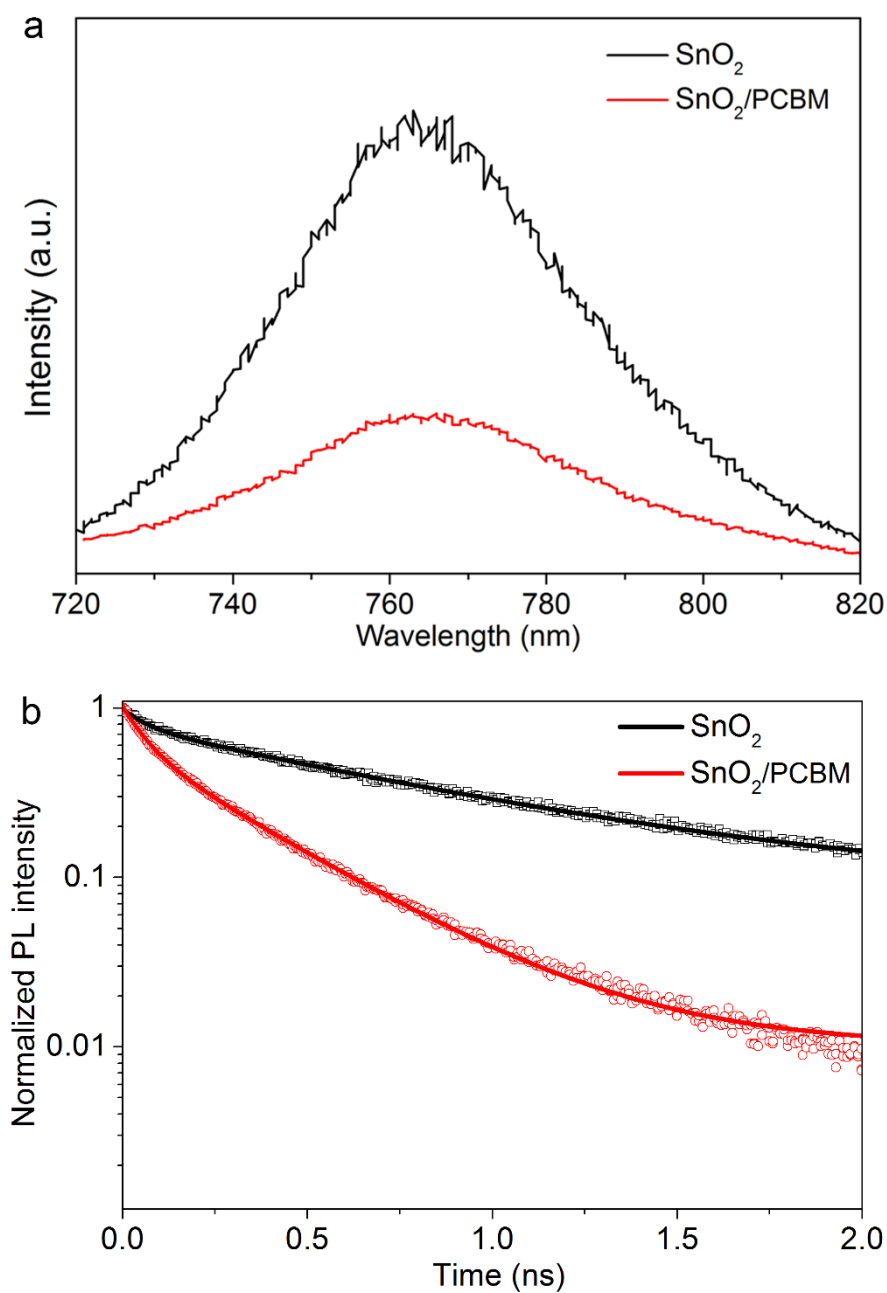 a
SnO₂
SnO₂/PCBM
Intensity (a.u.)
720 740 760 780 800 820
Wavelength (nm)
b
SnO₂
SnO₂/PCBM
1
0.1
0.01
Normalized PL intensity
0.0 0.5 1.0 1.5 2.0
Time (ns)